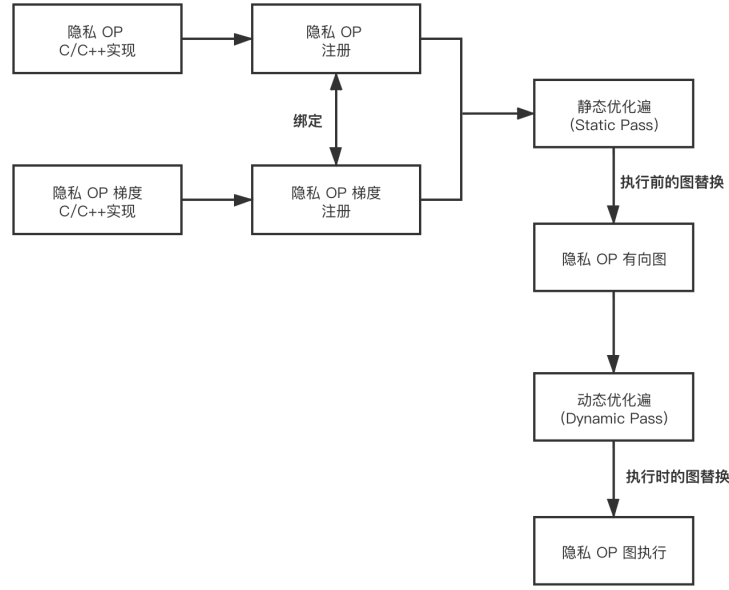 隐私 OP
C/C++实现
隐私 OP
注册
绑定
隐私 OP 梯度
C/C++实现
隐私 OP 梯度
注册
静态优化遍
(Static Pass)
执行前的图替换
隐私 OP 有向图
动态优化遍
(Dynamic Pass)
执行时的图替换
隐私 OP 图执行